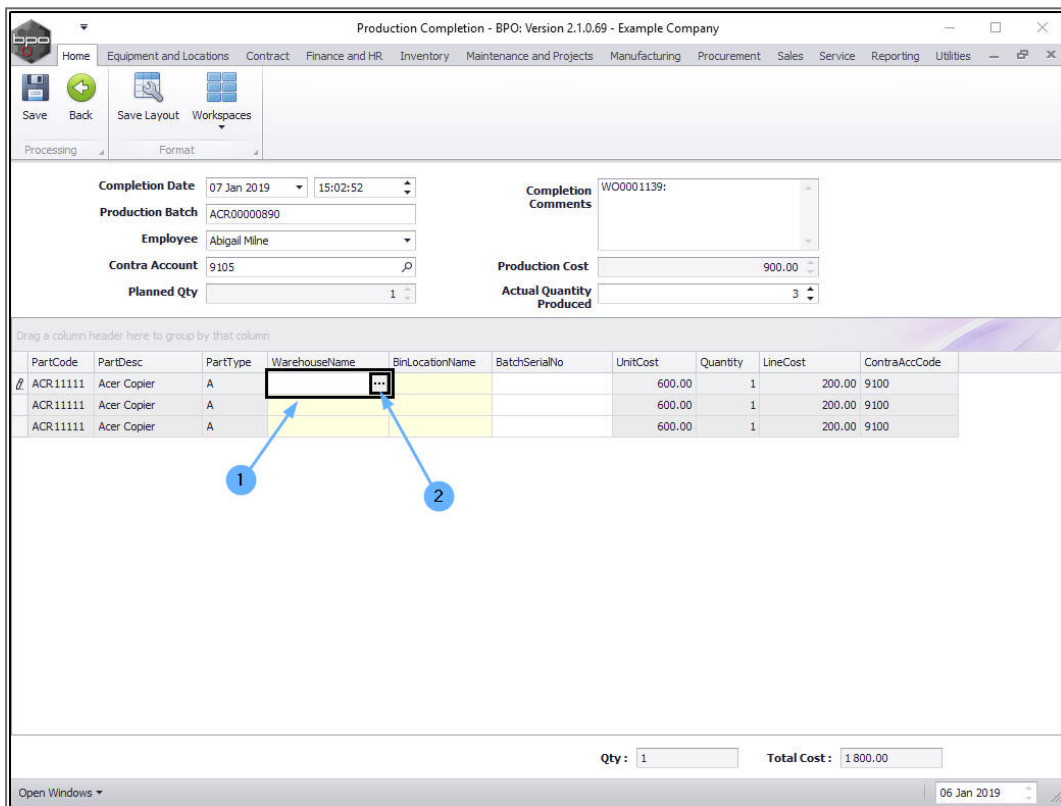 Production Completion - BPO: Version 2.1.0.69 - Example Company
bpo
Home Equipment and Locations Contract Finance and HR Inventory Maintenance and Projects Manufacturing Procurement Sales Service Reporting Utilities
Save Back Save Layout Workspaces
Processing Format
Completion Date 07 Jan 2019 15:02:52
Completion Comments WO0001139:
Production Batch ACR00000890
Employee Abigail Milne
Contra Account 9105
Production Cost 900.00
Planned Qty 1
Actual Quantity Produced 3
Drag a column header here to group by that column
PartCode PartDesc PartType WarehouseName BinLocationName BatchSerialNo UnitCost Quantity LineCost ContraAccCode
ACR11111 Acer Copier A ... 600.00 1 200.00 9100
ACR11111 Acer Copier A 600.00 1 200.00 9100
ACR11111 Acer Copier A 600.00 1 200.00 9100
1
2
Qty : 1 Total Cost : 1800.00
Open Windows 06 Jan 2019